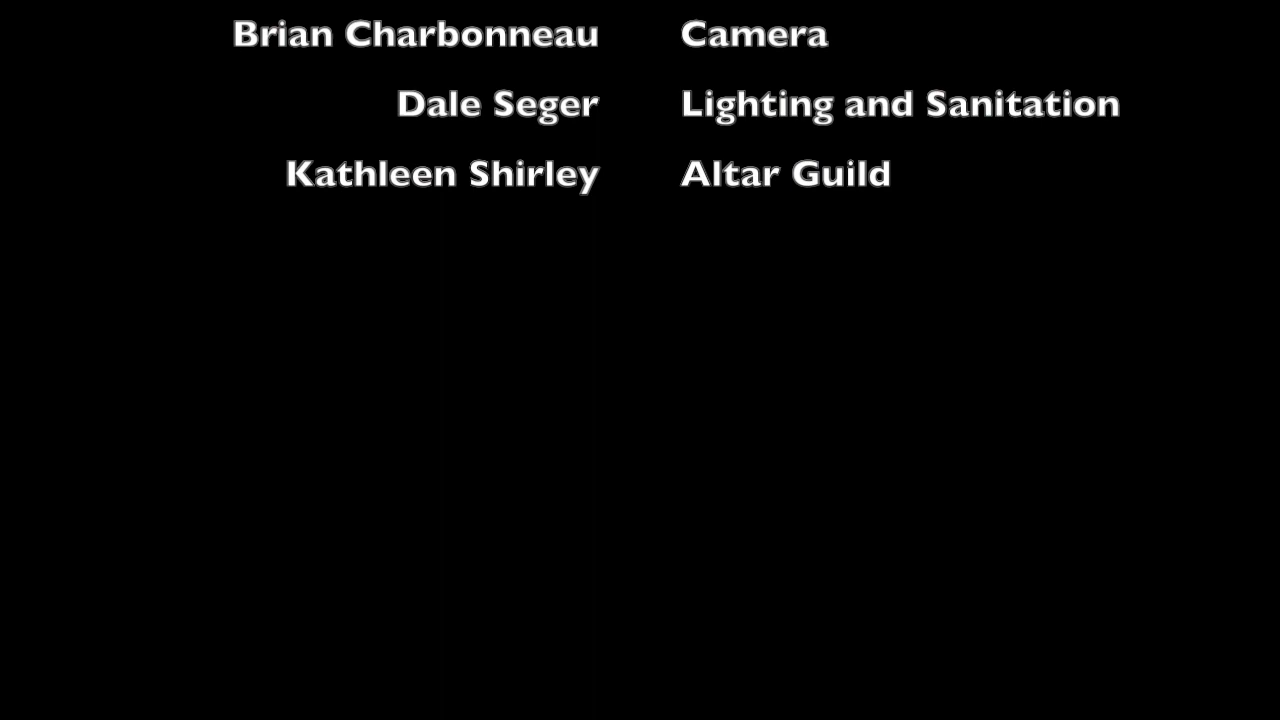 Brian Charbonneau Camera
Dale Seger Lighting and Sanitation
Kathleen Shirley Altar Guild